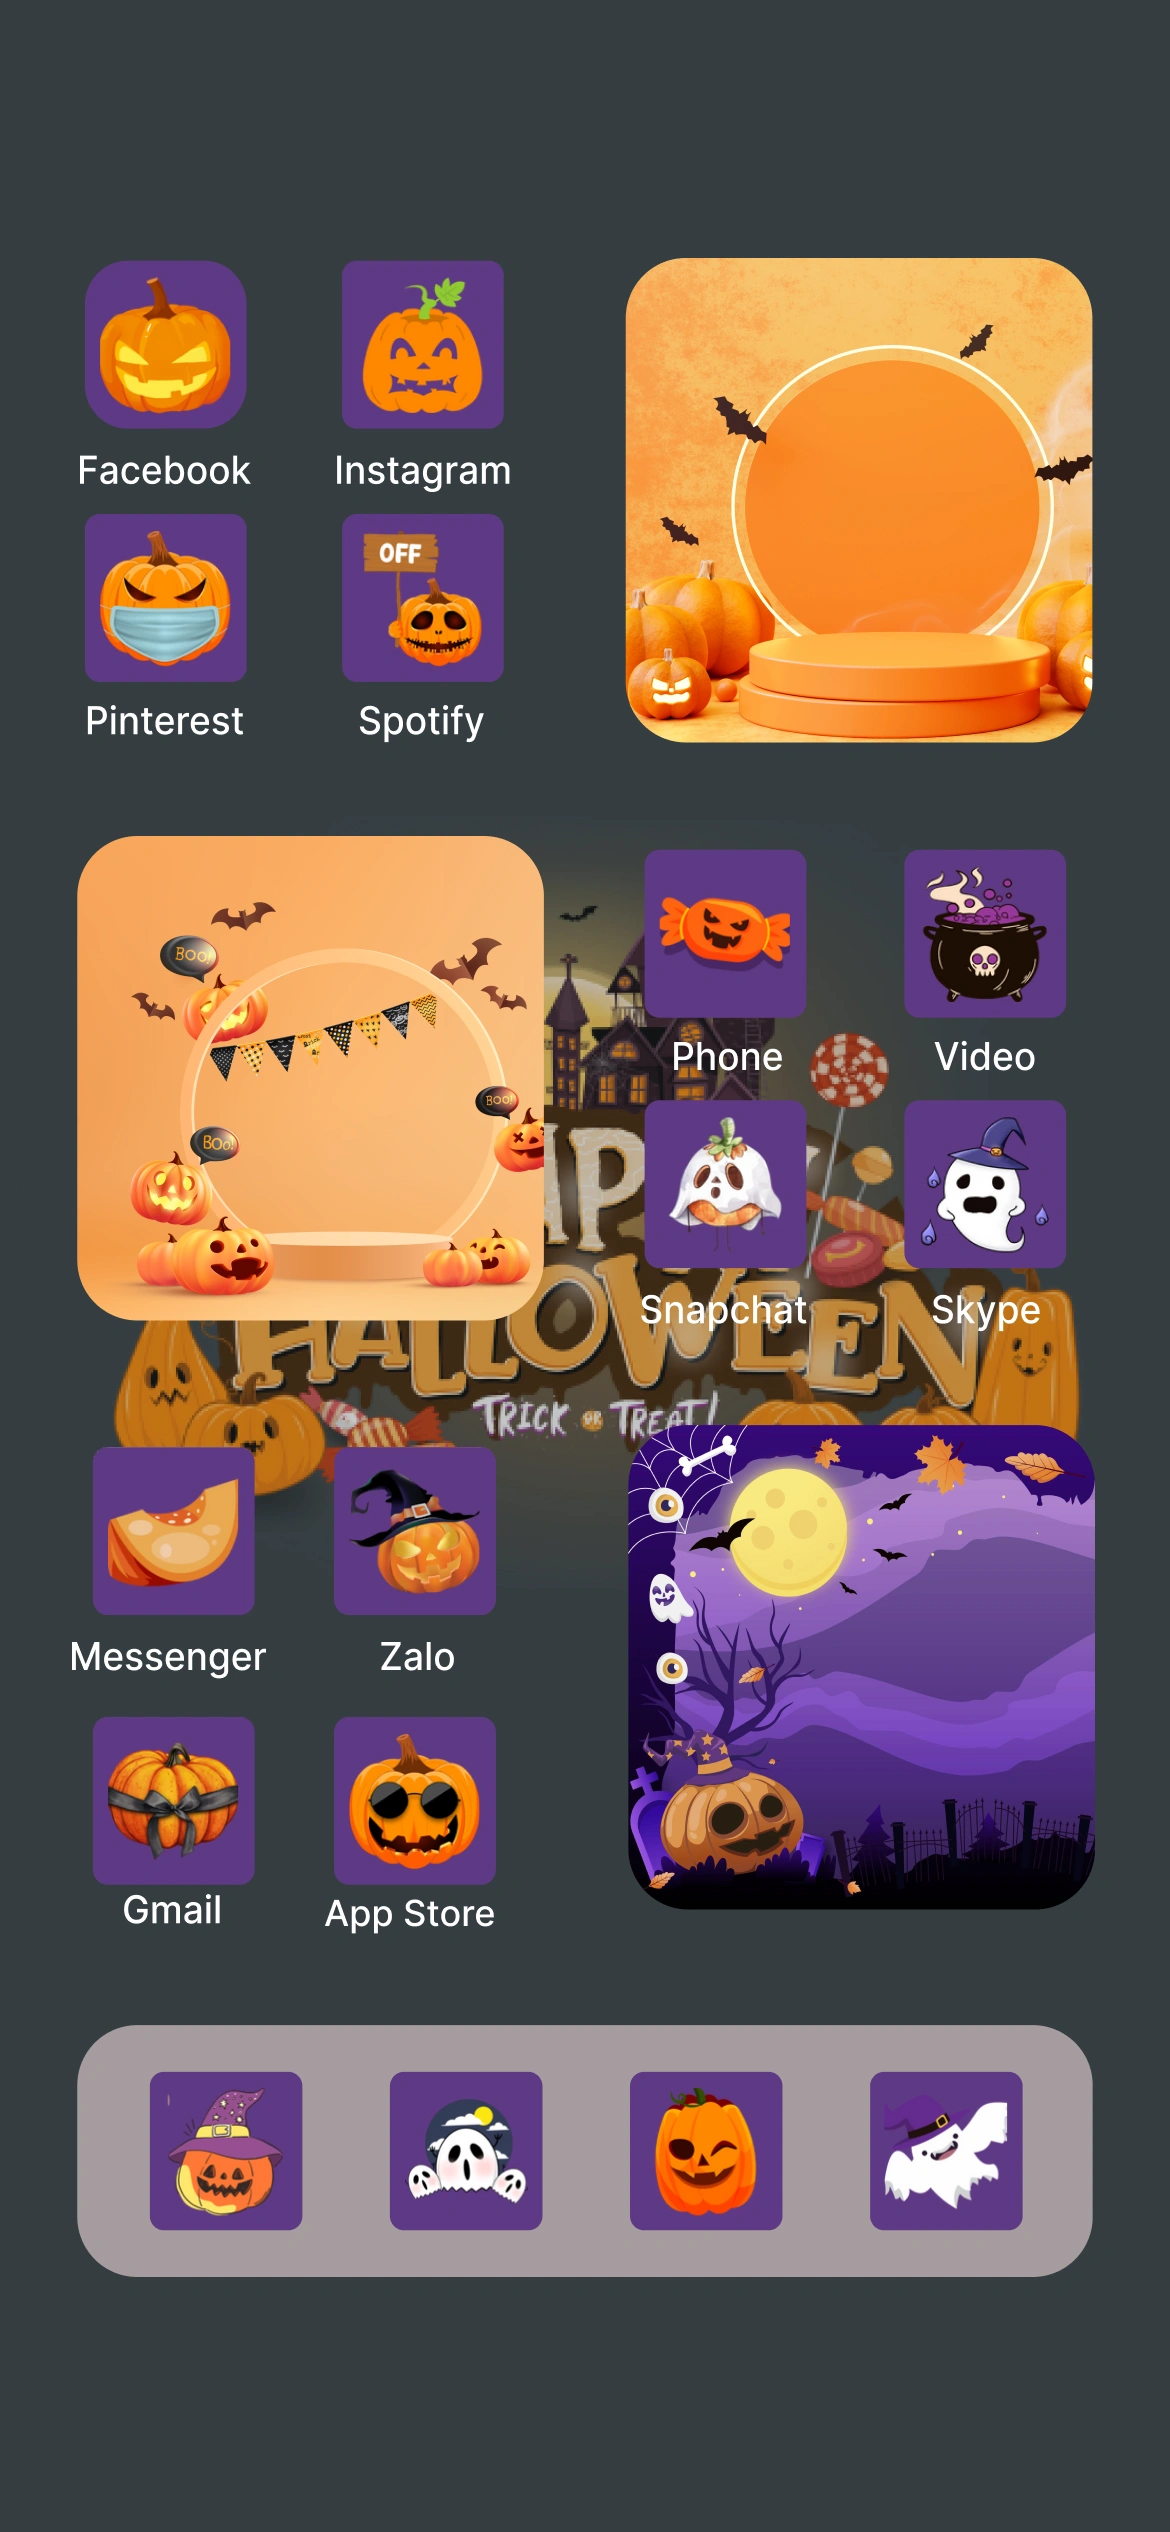 Facebook
Instagram
OFF
Pinterest
Spotify
BOO!
BOO!
BOO!
Phone
Video
Snapchat
Skype
HALLOWEEN
TRICK OR TREAT!
Messenger
Zalo
Gmail
App Store